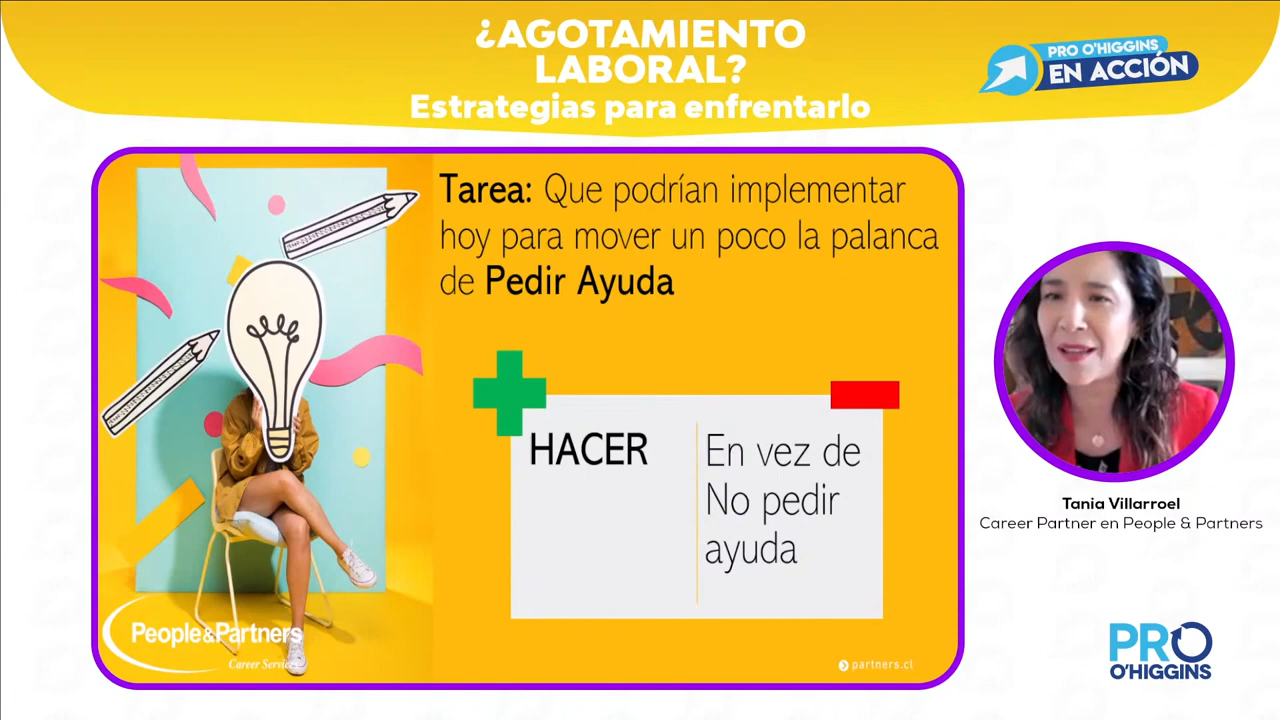 ¿AGOTAMIENTO
LABORAL?
Estrategias para enfrentarlo
PRO O'HIGGINS
EN ACCIÓN
Tarea: Que podrían implementar
hoy para mover un poco la palanca
de Pedir Ayuda
HACER
En vez de
No pedir
ayuda
People&Partners
Career Services
partners.cl
Tania Villarroel
Career Partner en People & Partners
PRO
O'HIGGINS